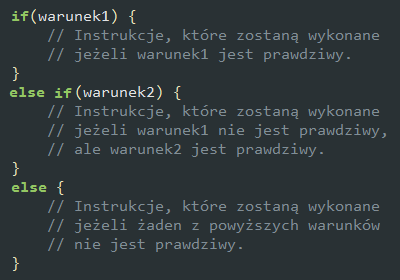 if(warunek1) {
// Instrukcje, które zostaną wykonane
// jeżeli warunek1 jest prawdziwy.
}
else if(warunek2) {
// Instrukcje, które zostaną wykonane
// jeżeli warunek1 nie jest prawdziwy,
// ale warunek2 jest prawdziwy.
}
else {
// Instrukcje, które zostaną wykonane
// jeżeli żaden z powyższych warunków
// nie jest prawdziwy.
}